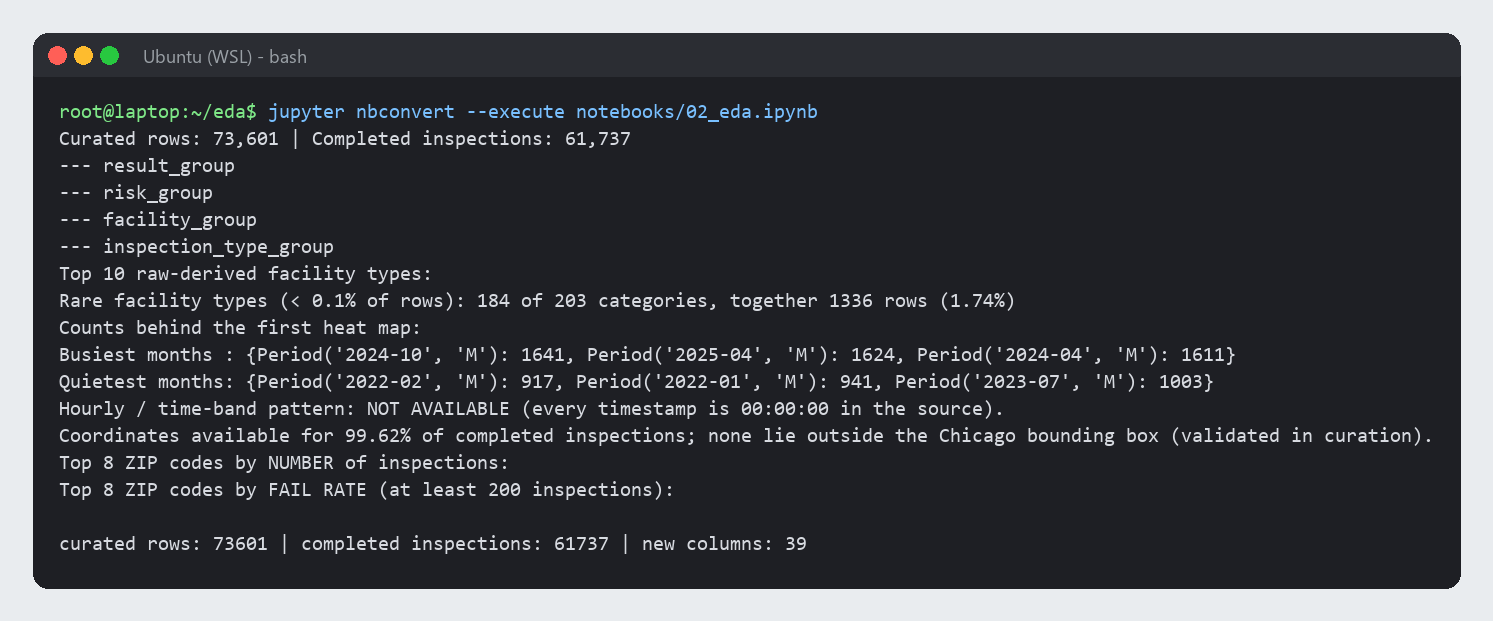 Ubuntu (WSL) - bash
root@laptop:~/eda$ jupyter nbconvert --execute notebooks/02_eda.ipynb
Curated rows: 73,601 | Completed inspections: 61,737
--- result_group
--- risk_group
--- facility_group
--- inspection_type_group
Top 10 raw-derived facility types:
Rare facility types (< 0.1% of rows): 184 of 203 categories, together 1336 rows (1.74%)
Counts behind the first heat map:
Busiest months : {Period('2024-10', 'M'): 1641, Period('2025-04', 'M'): 1624, Period('2024-04', 'M'): 1611}
Quietest months: {Period('2022-02', 'M'): 917, Period('2022-01', 'M'): 941, Period('2023-07', 'M'): 1003}
Hourly / time-band pattern: NOT AVAILABLE (every timestamp is 00:00:00 in the source).
Coordinates available for 99.62% of completed inspections; none lie outside the Chicago bounding box (validated in curation).
Top 8 ZIP codes by NUMBER of inspections:
Top 8 ZIP codes by FAIL RATE (at least 200 inspections):
curated rows: 73601 | completed inspections: 61737 | new columns: 39